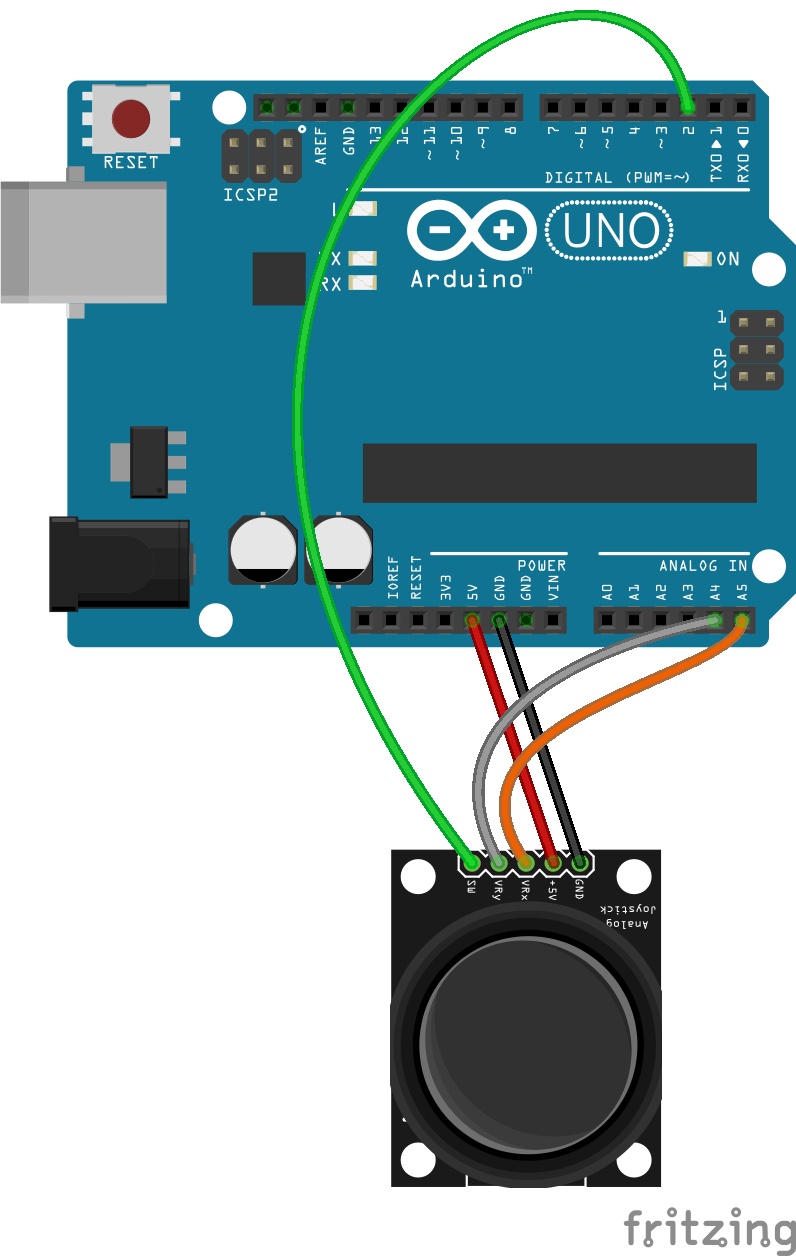 RESET
ICSP2
AREF
GND
13
12
~11
~10
~9
8
7
~6
~5
4
~3
2
TX0▶1
RX0◀0
DIGITAL (PWM=~)
L
TX
RX
Arduino™
UNO
ON
1
ICSP
IOREF
RESET
3V3
5V
GND
GND
VIN
POWER
A0
A1
A2
A3
A4
A5
ANALOG IN
SW
VRy
VRx
+5V
GND
Analog
Joystick
fritzing